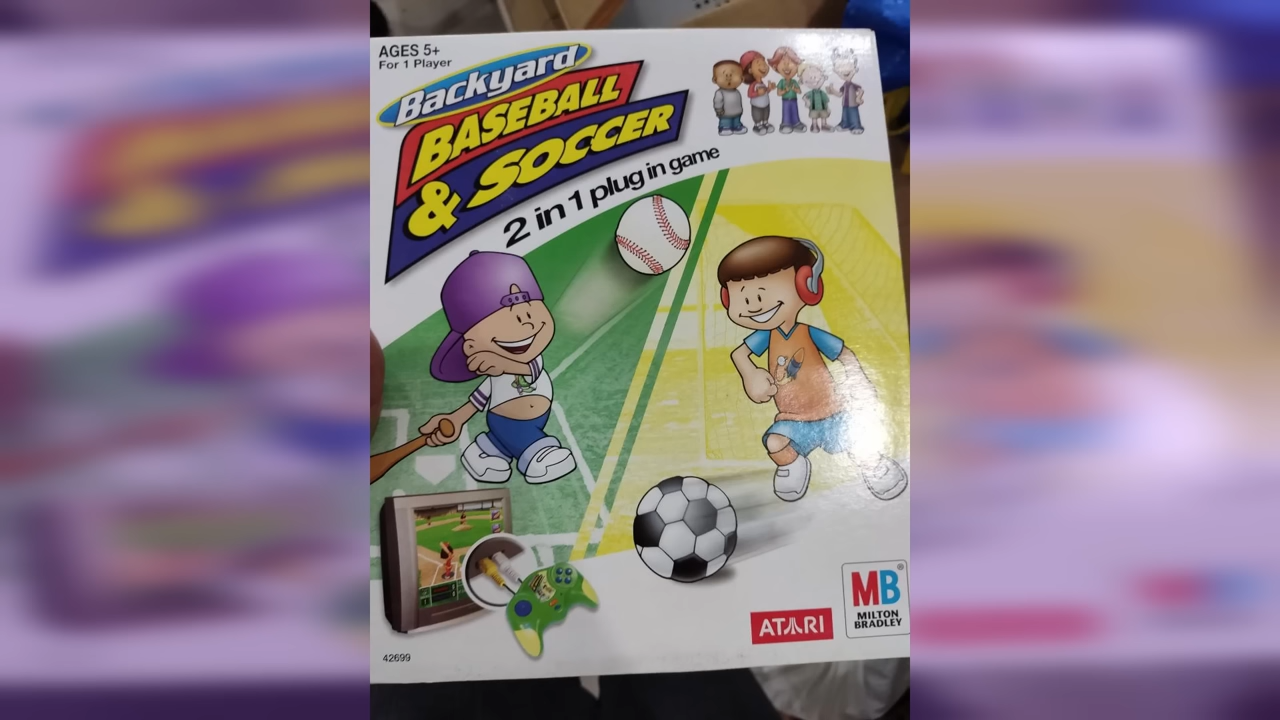 AGES 5+
For 1 Player
Backyard
BASEBALL
& SOCCER
2 in 1 plug in game
ATARI
MB®
MILTON
BRADLEY
42699